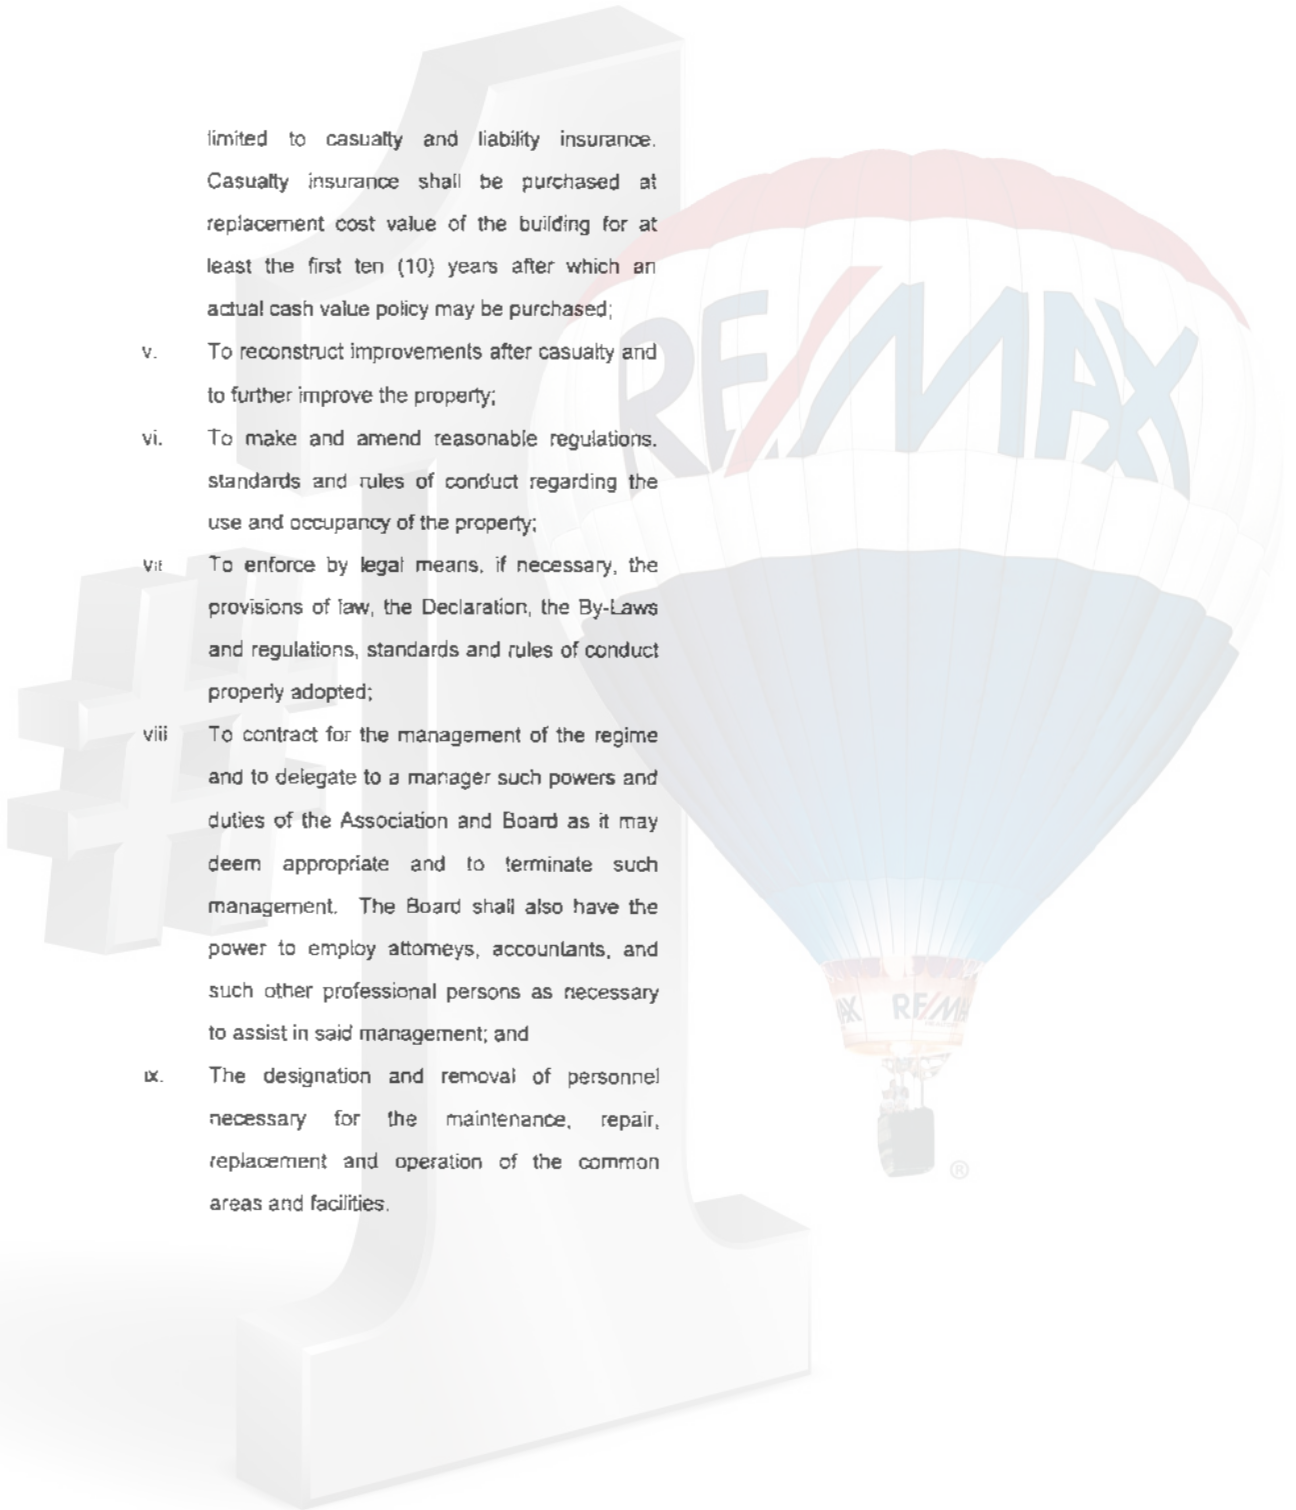 limited to casualty and liability insurance.
Casualty insurance shall be purchased at
replacement cost value of the building for at
least the first ten (10) years after which an
actual cash value policy may be purchased;
v. To reconstruct improvements after casualty and
to further improve the property;
vi. To make and amend reasonable regulations,
standards and rules of conduct regarding the
use and occupancy of the property;
vii To enforce by legal means, if necessary, the
provisions of law, the Declaration, the By-Laws
and regulations, standards and rules of conduct
properly adopted;
viii To contract for the management of the regime
and to delegate to a manager such powers and
duties of the Association and Board as it may
deem appropriate and to terminate such
management. The Board shall also have the
power to employ attorneys, accountants, and
such other professional persons as necessary
to assist in said management; and
ix. The designation and removal of personnel
necessary for the maintenance, repair,
replacement and operation of the common
areas and facilities.
#1
RE/MAX
AX RE/MA
®